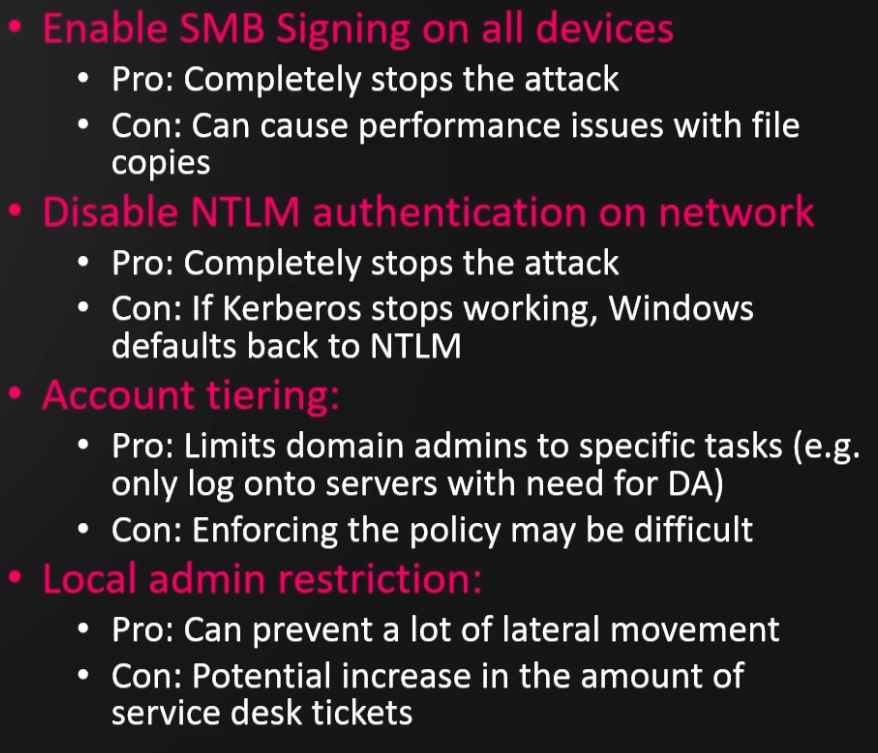 • Enable SMB Signing on all devices
• Pro: Completely stops the attack
• Con: Can cause performance issues with file
copies
• Disable NTLM authentication on network
• Pro: Completely stops the attack
• Con: If Kerberos stops working, Windows
defaults back to NTLM
• Account tiering:
• Pro: Limits domain admins to specific tasks (e.g.
only log onto servers with need for DA)
• Con: Enforcing the policy may be difficult
• Local admin restriction:
• Pro: Can prevent a lot of lateral movement
• Con: Potential increase in the amount of
service desk tickets